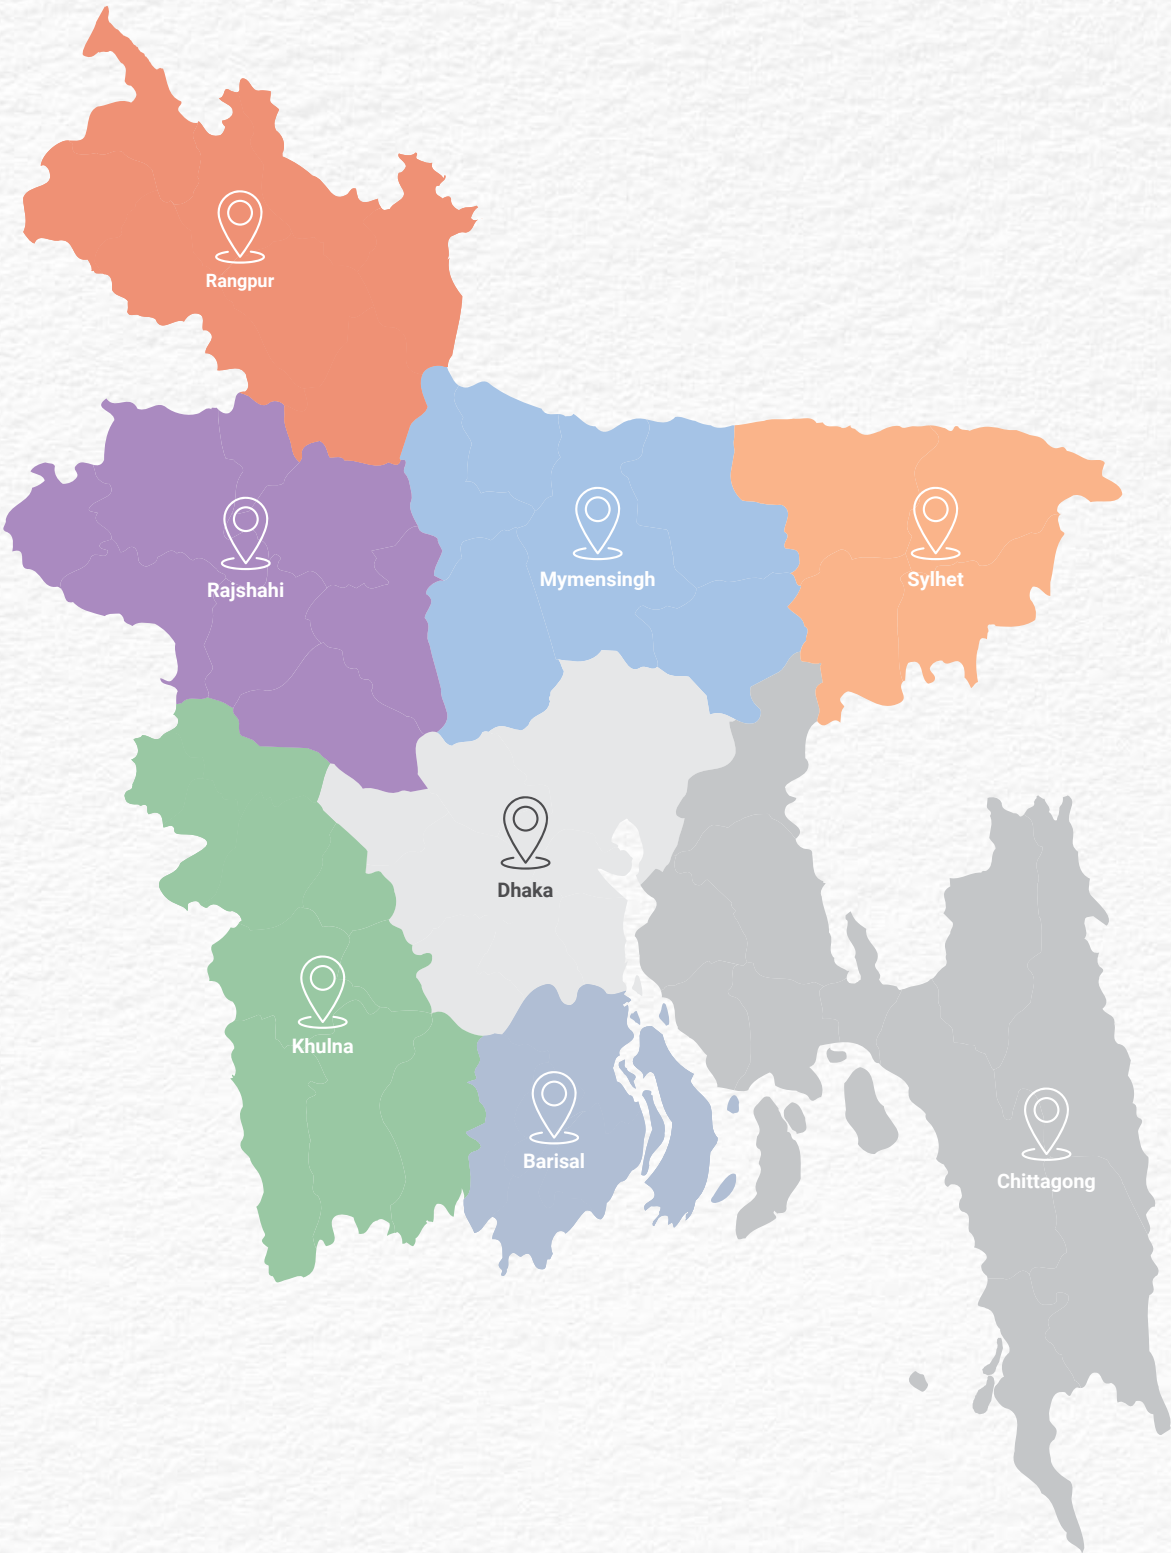 Rangpur
Rajshahi
Mymensingh
Sylhet
Dhaka
Khulna
Barisal
Chittagong